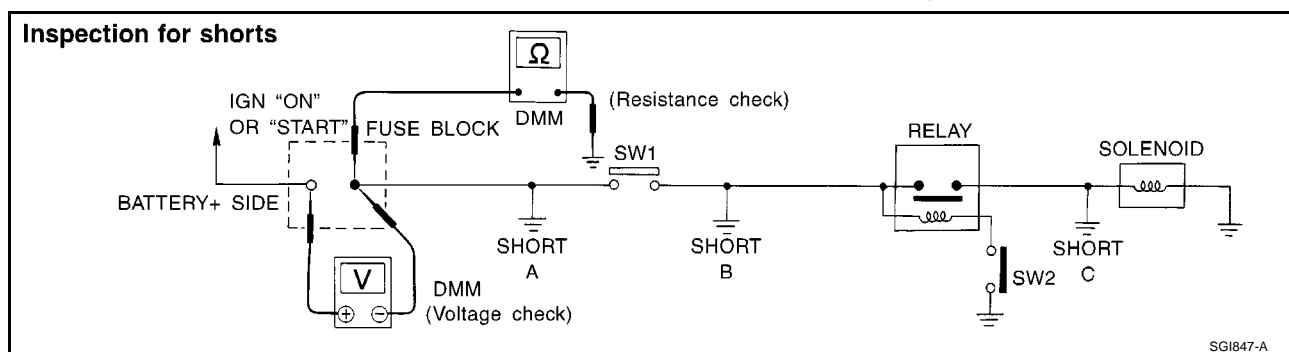 Inspection for shorts
Ω
IGN “ON”
OR “START”
FUSE BLOCK
DMM
(Resistance check)
SW1
RELAY
SOLENOID
BATTERY+ SIDE
SHORT
A
SHORT
B
SHORT
C
SW2
V
+ −
DMM
(Voltage check)
SGI847-A